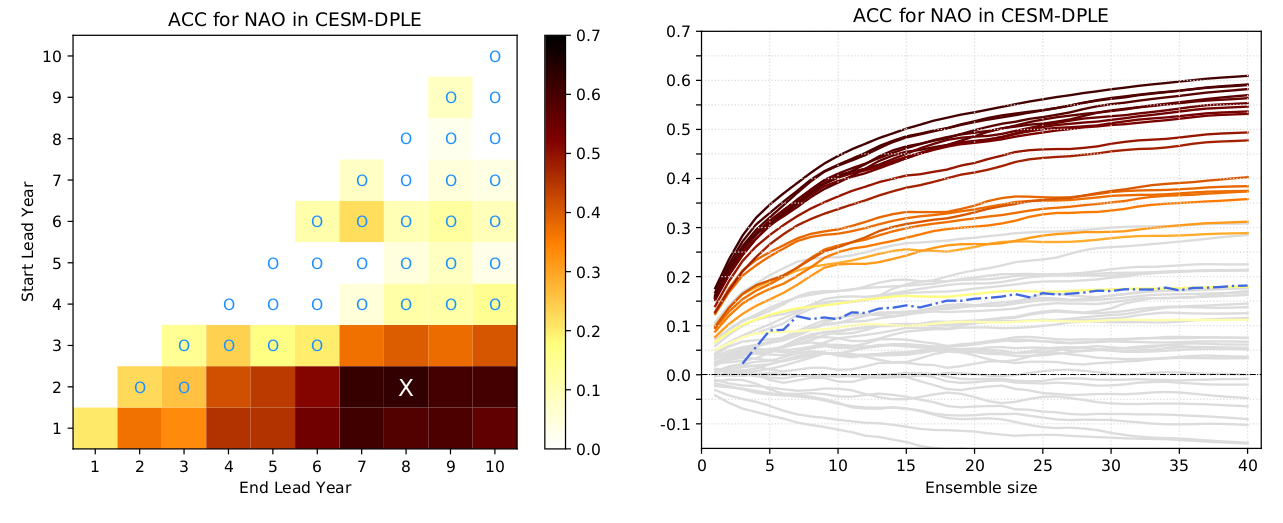 ACC for NAO in CESM-DPLE
10
9
8
7
6
5
4
3
2
1
Start Lead Year
O
O O
O O
O O O O
O O O O O
O O O O O O
O O O O O O O
O O O O
O O X
1 2 3 4 5 6 7 8 9 10
End Lead Year
0.7
0.6
0.5
0.4
0.3
0.2
0.1
0.0
ACC for NAO in CESM-DPLE
0.7
0.6
0.5
0.4
0.3
0.2
0.1
0.0
-0.1
0 5 10 15 20 25 30 35 40
Ensemble size